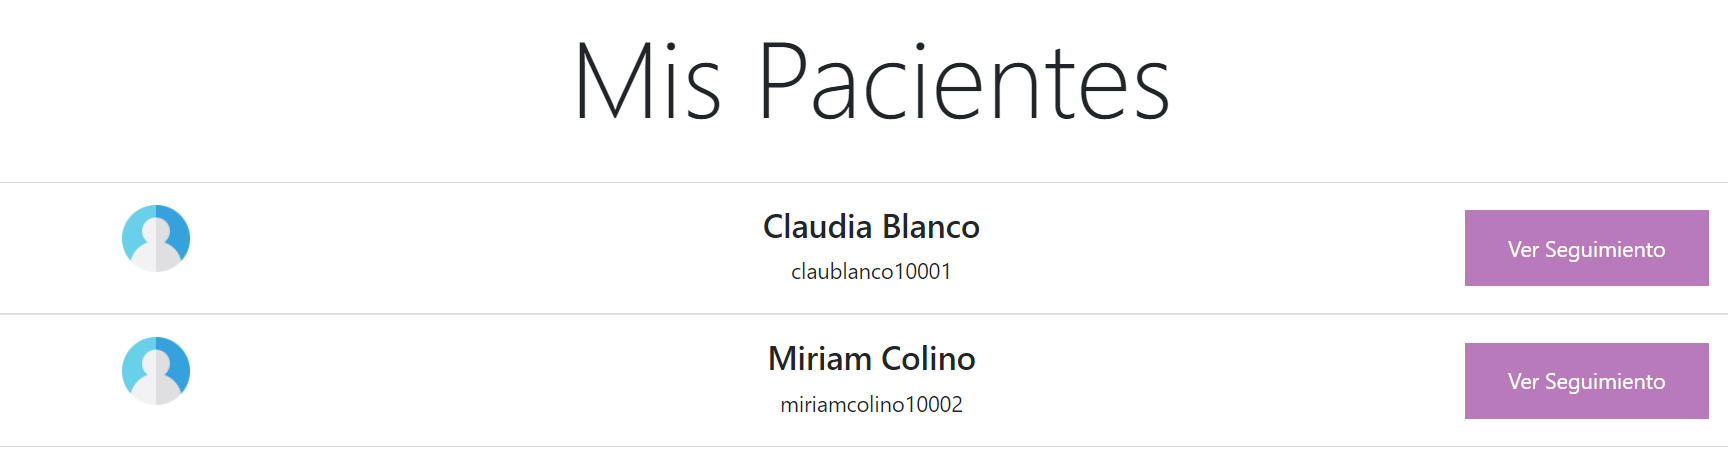 Mis Pacientes
Claudia Blanco
claublanco10001
Ver Seguimiento
Miriam Colino
miriamcolino10002
Ver Seguimiento